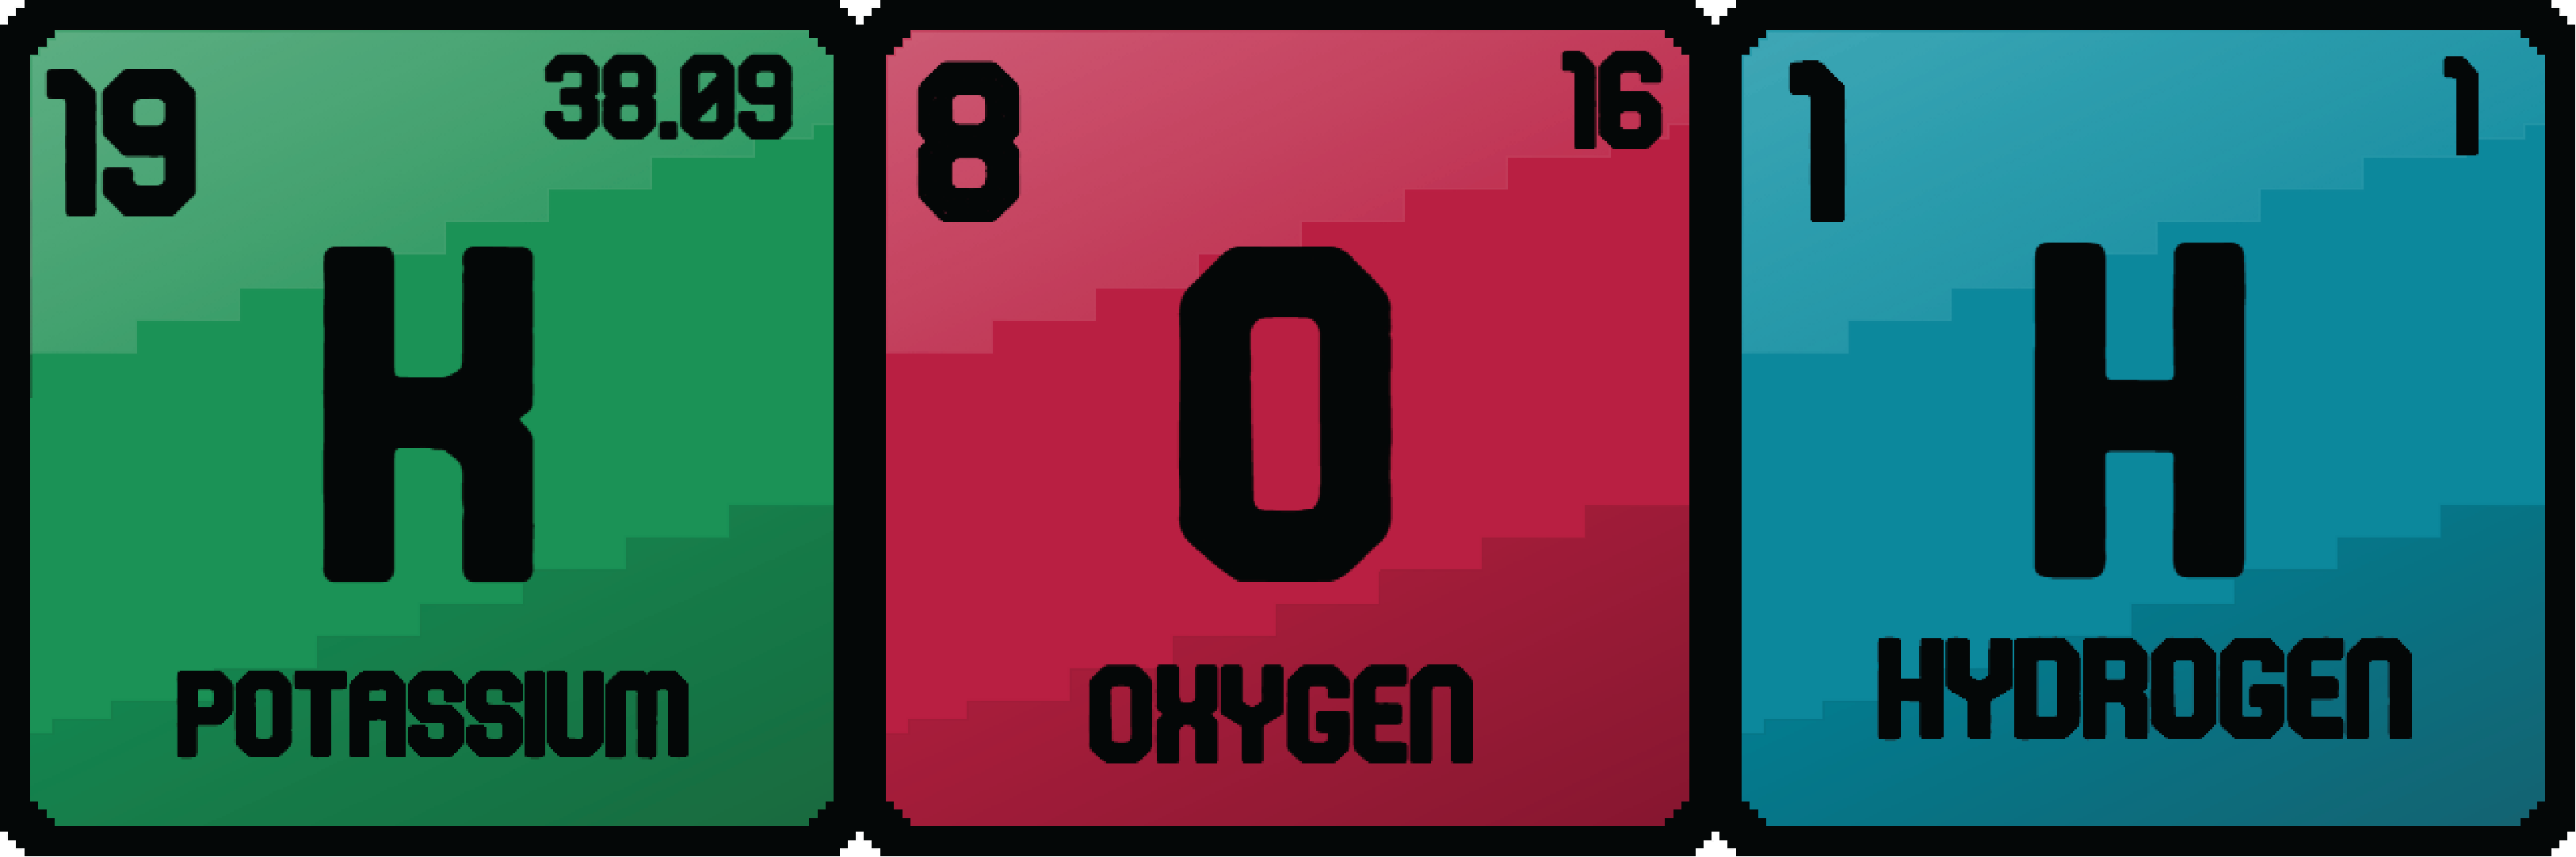 19 38.09
K
POTASSIUM
8 16
O
OXYGEN
1 1
H
HYDROGEN